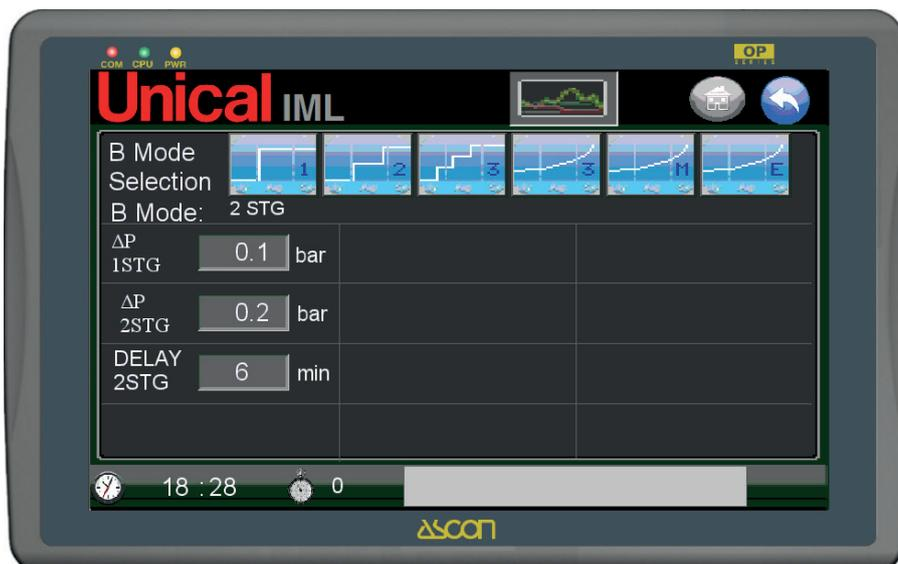 COM CPU PWR
OP
SERIES
Unical IML
B Mode
Selection
1 2 3 3 M E
B Mode: 2 STG
ΔP
1STG
0.1 bar
ΔP
2STG
0.2 bar
DELAY
2STG
6 min
18 : 28 0
ASCON